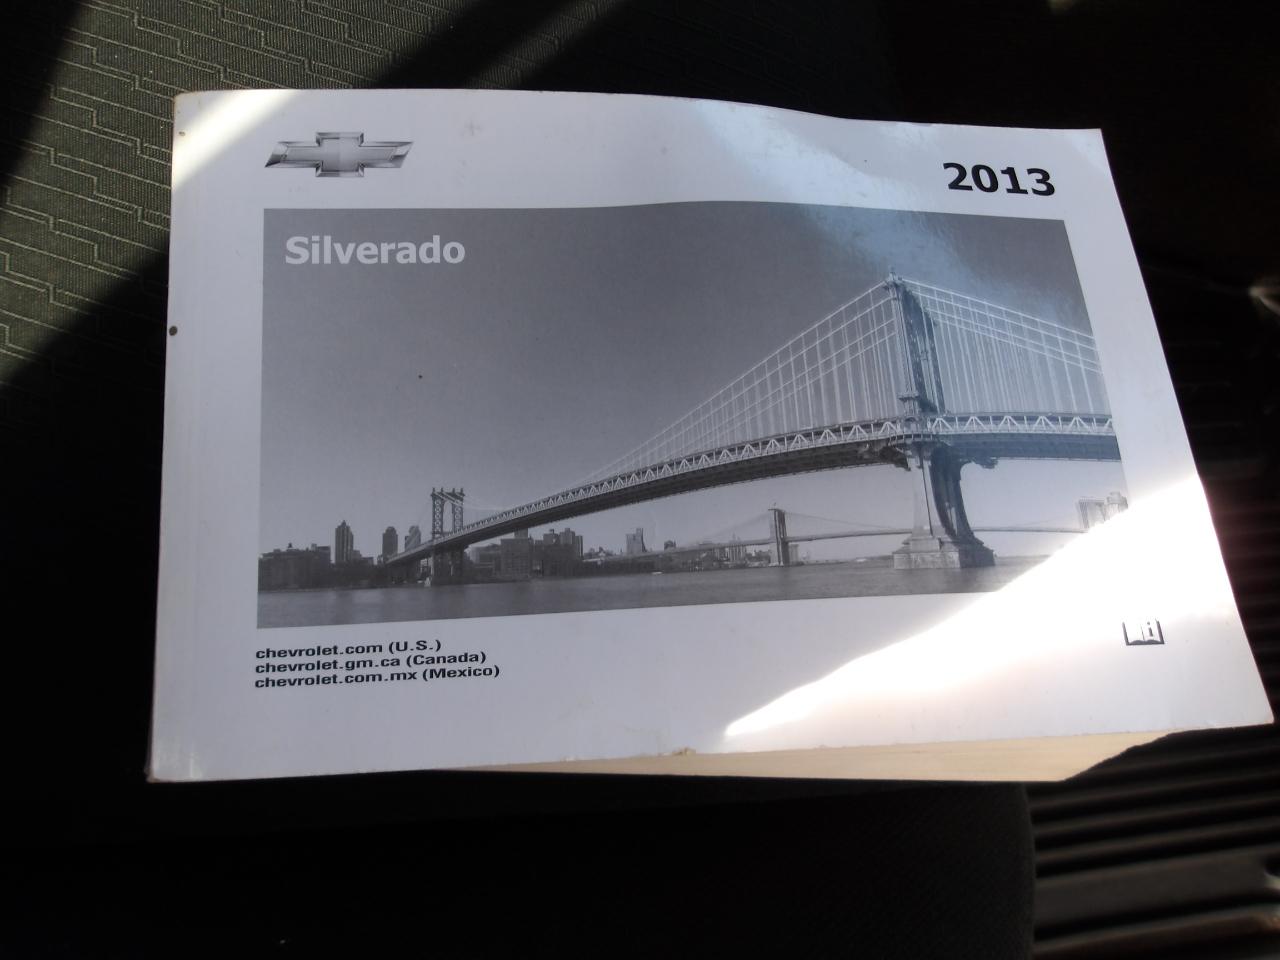 2013
Silverado
chevrolet.com (U.S.)
chevrolet.gm.ca (Canada)
chevrolet.com.mx (Mexico)
i